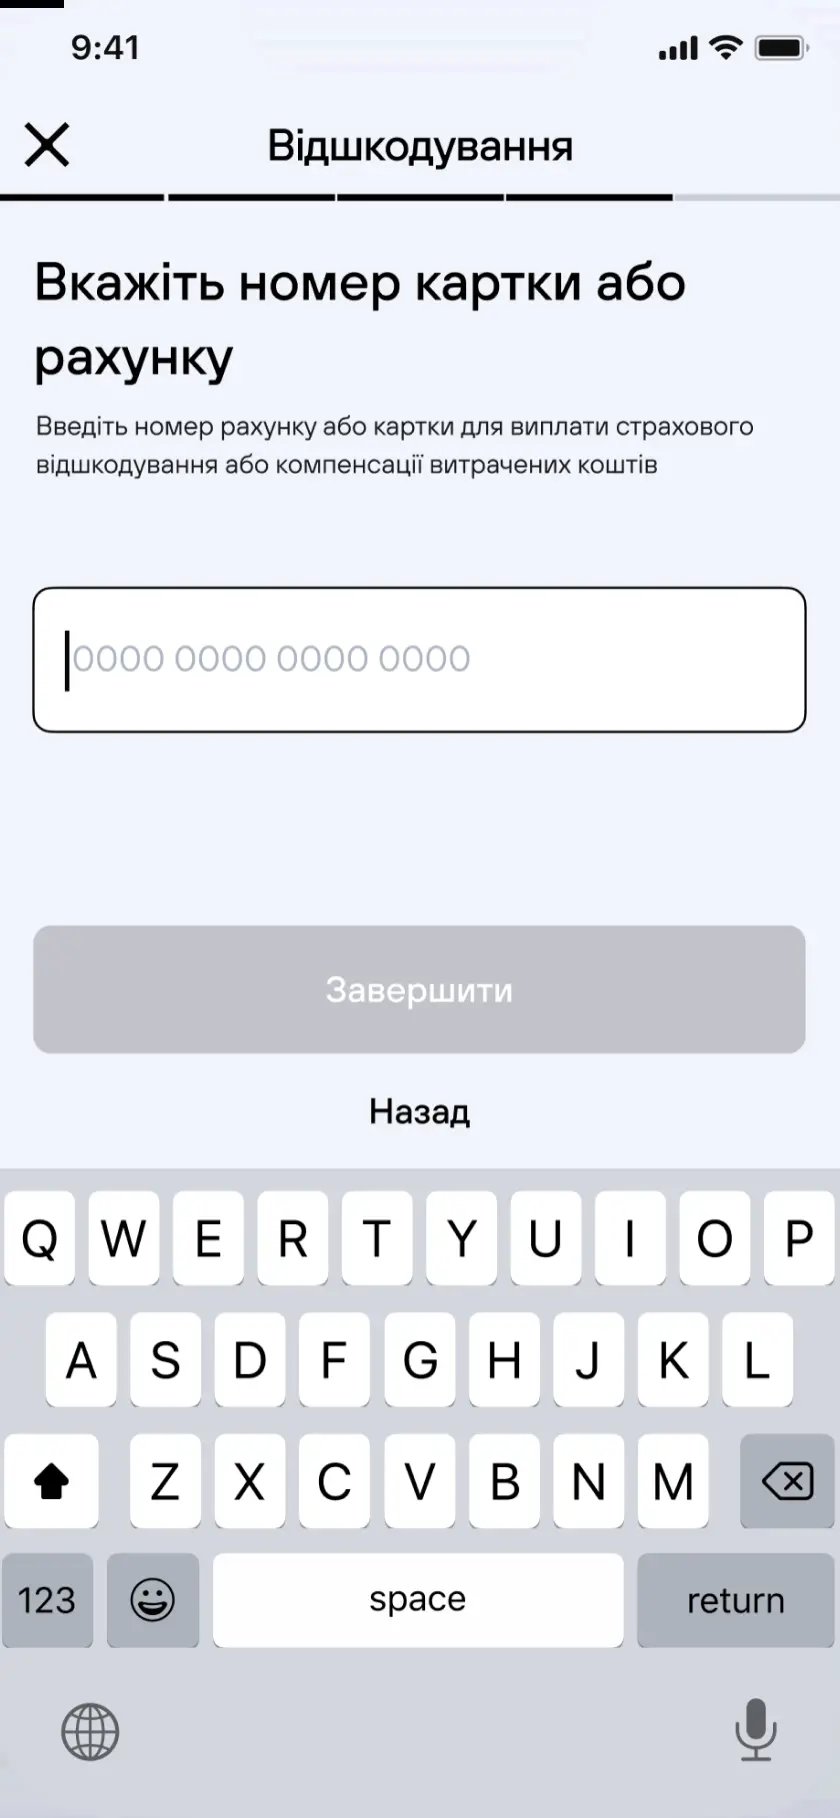 9:41
Відшкодування
Вкажіть номер картки або
рахунку
Введіть номер рахунку або картки для виплати страхового
відшкодування або компенсації витрачених коштів
0000 0000 0000 0000
Завершити
Назад
Q W E R T Y U I O P
A S D F G H J K L
Z X C V B N M
123 space return